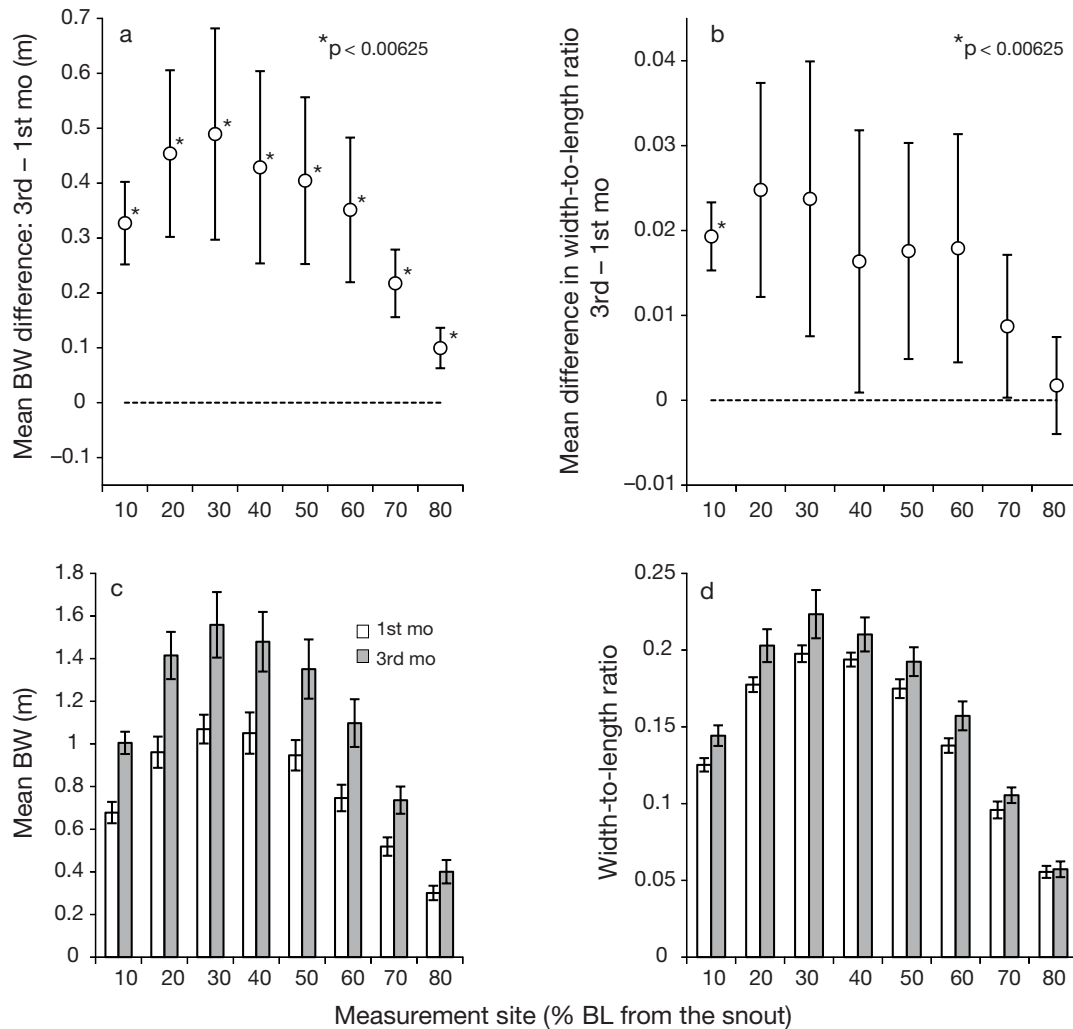 a
*p < 0.00625
Mean BW difference: 3rd – 1st mo (m)
0.7
0.6
0.5
0.4
0.3
0.2
0.1
0
–0.1
* * * * * * * *
10 20 30 40 50 60 70 80
b
*p < 0.00625
Mean difference in width-to-length ratio
3rd – 1st mo
0.04
0.03
0.02
0.01
0
–0.01
*
10 20 30 40 50 60 70 80
c
1st mo
3rd mo
Mean BW (m)
1.8
1.6
1.4
1.2
1
0.8
0.6
0.4
0.2
0
10 20 30 40 50 60 70 80
d
Width-to-length ratio
0.25
0.2
0.15
0.1
0.05
0
10 20 30 40 50 60 70 80
Measurement site (% BL from the snout)